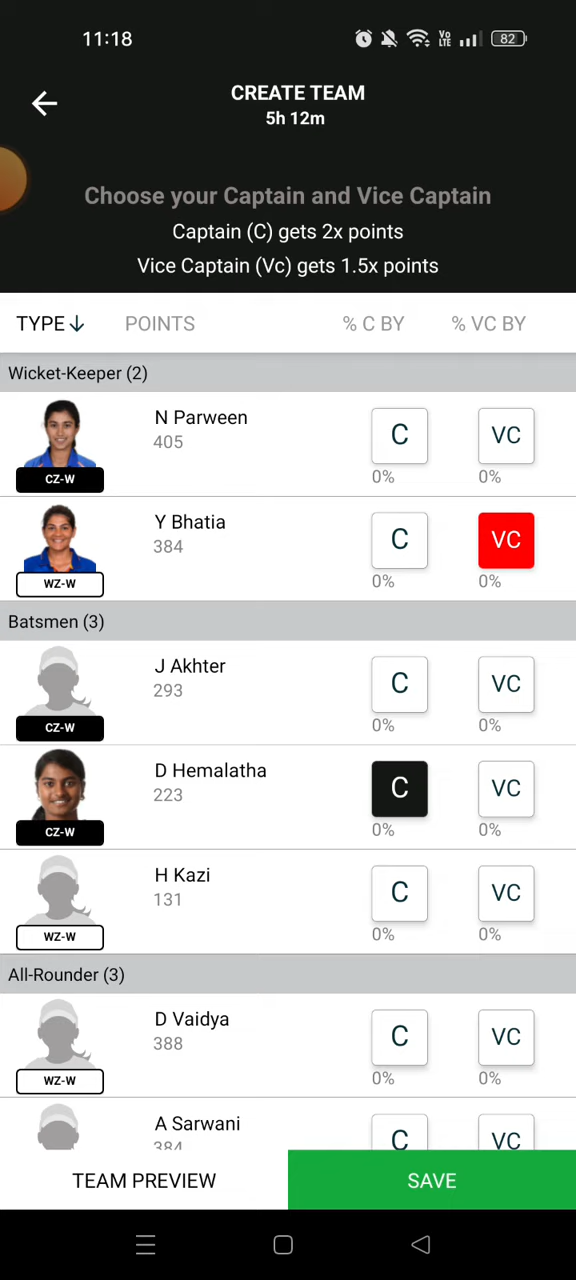 11:18
Vo LTE
82
CREATE TEAM
5h 12m
Choose your Captain and Vice Captain
Captain (C) gets 2x points
Vice Captain (Vc) gets 1.5x points
TYPE POINTS % C BY % VC BY
Wicket-Keeper (2)
N Parween
405
C VC
CZ-W
0% 0%
Y Bhatia
384
C VC
WZ-W
0% 0%
Batsmen (3)
J Akhter
293
C VC
CZ-W
0% 0%
D Hemalatha
223
C VC
CZ-W
0% 0%
H Kazi
131
C VC
WZ-W
0% 0%
All-Rounder (3)
D Vaidya
388
C VC
WZ-W
0% 0%
A Sarwani
384
C VC
TEAM PREVIEW SAVE